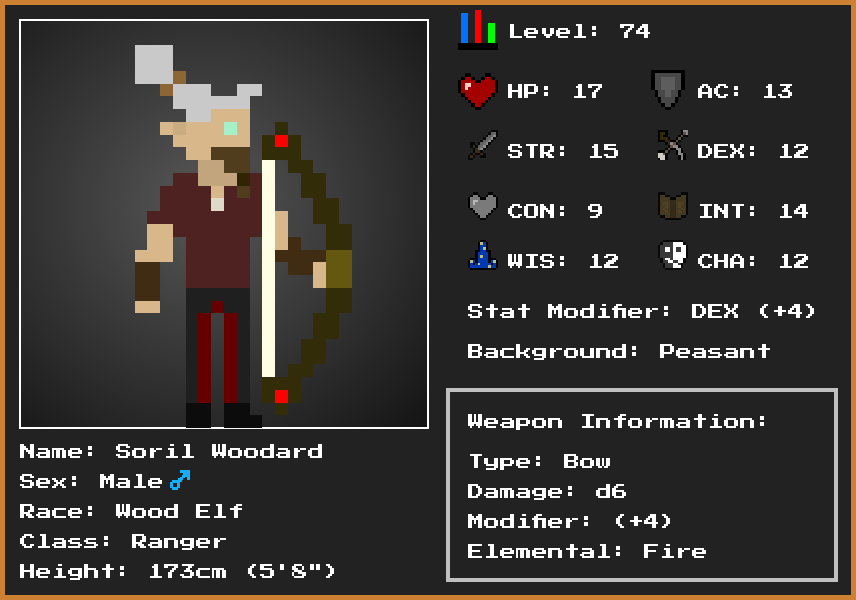 Level: 74
HP: 17 AC: 13
STR: 15 DEX: 12
CON: 9 INT: 14
WIS: 12 CHA: 12
Stat Modifier: DEX (+4)
Background: Peasant
Weapon Information:
Type: Bow
Damage: d6
Modifier: (+4)
Elemental: Fire
Name: Soril Woodard
Sex: Male ♂
Race: Wood Elf
Class: Ranger
Height: 173cm (5'8")